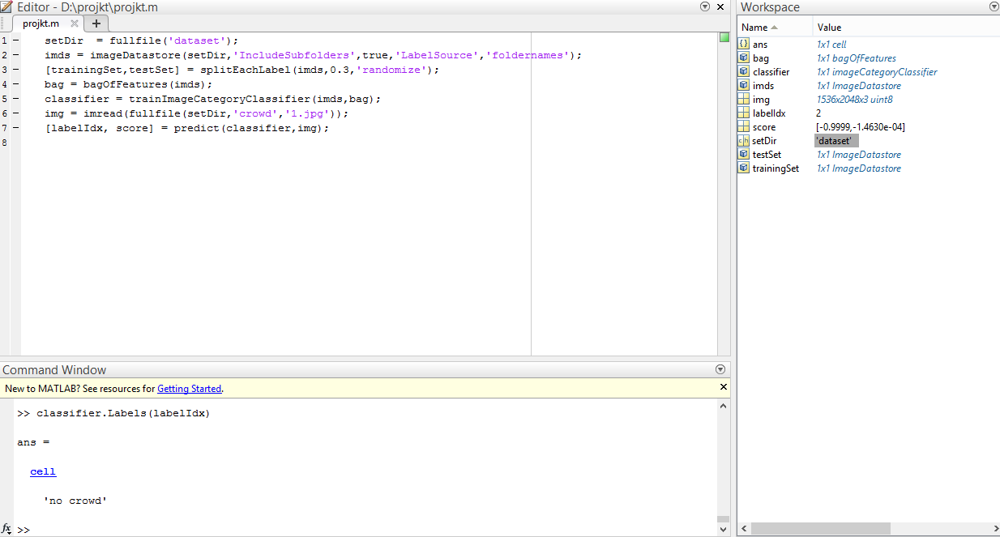 Editor - D:\projkt\projkt.m
projkt.m
1 setDir  = fullfile('dataset');
2 imds = imageDatastore(setDir,'IncludeSubfolders',true,'LabelSource','foldernames');
3 [trainingSet,testSet] = splitEachLabel(imds,0.3,'randomize');
4 bag = bagOfFeatures(imds);
5 classifier = trainImageCategoryClassifier(imds,bag);
6 img = imread(fullfile(setDir,'crowd','1.jpg'));
7 [labelIdx, score] = predict(classifier,img);
8
Command Window
New to MATLAB? See resources for Getting Started.
>> classifier.Labels(labelIdx)
ans =
cell
'no crowd'
fx >>
Workspace
Name Value
ans 1x1 cell
bag 1x1 bagOfFeatures
classifier 1x1 imageCategoryClassifier
imds 1x1 ImageDatastore
img 1536x2048x3 uint8
labelIdx 2
score [-0.9999,-1.4630e-04]
setDir 'dataset'
testSet 1x1 ImageDatastore
trainingSet 1x1 ImageDatastore